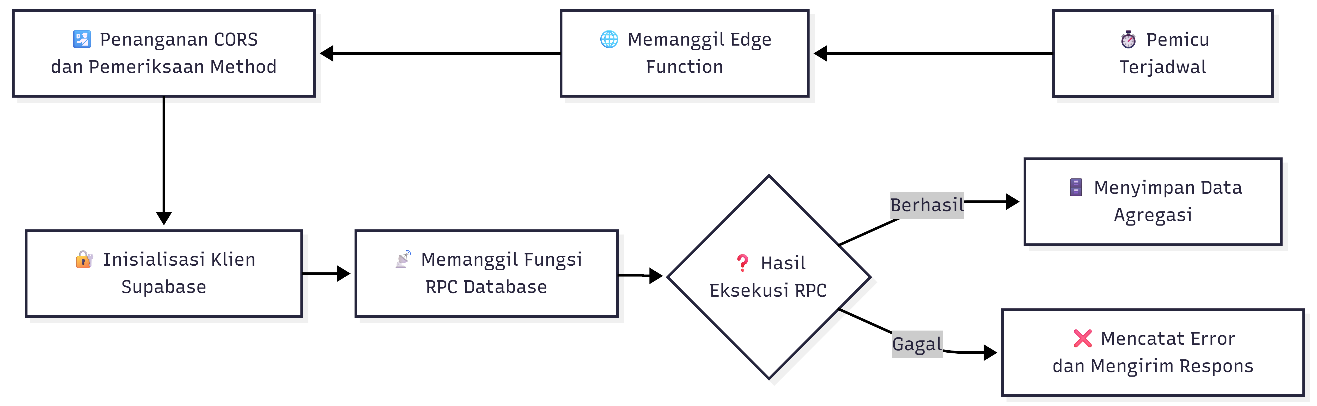 Penanganan CORS
dan Pemeriksaan Method
Memanggil Edge
Function
Pemicu
Terjadwal
Inisialisasi Klien
Supabase
Memanggil Fungsi
RPC Database
❓ Hasil
Eksekusi RPC
Berhasil
Menyimpan Data
Agregasi
Gagal
❌ Mencatat Error
dan Mengirim Respons